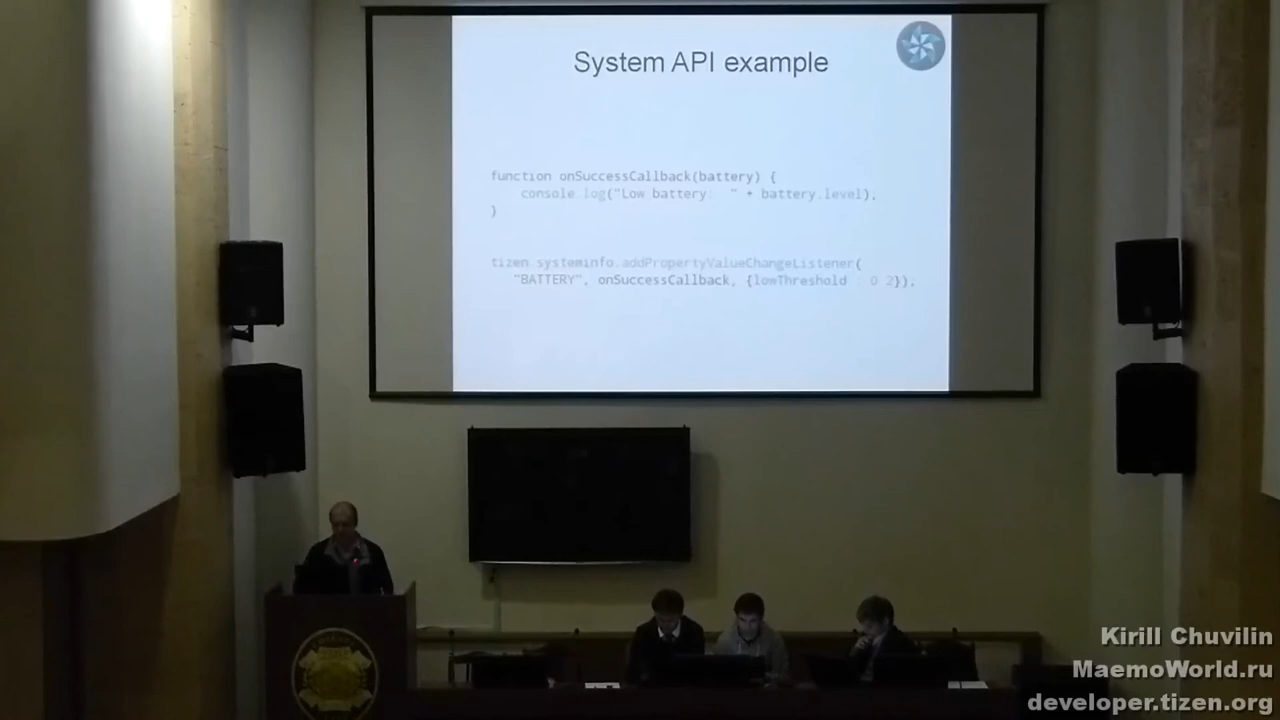 System API example
function onSuccessCallback(battery) {
console.log("Low battery: " + battery.level);
}
tizen.systeminfo.addPropertyValueChangeListener(
"BATTERY", onSuccessCallback, {lowThreshold : 0.2});
Kirill Chuvilin
MaemoWorld.ru
developer.tizen.org